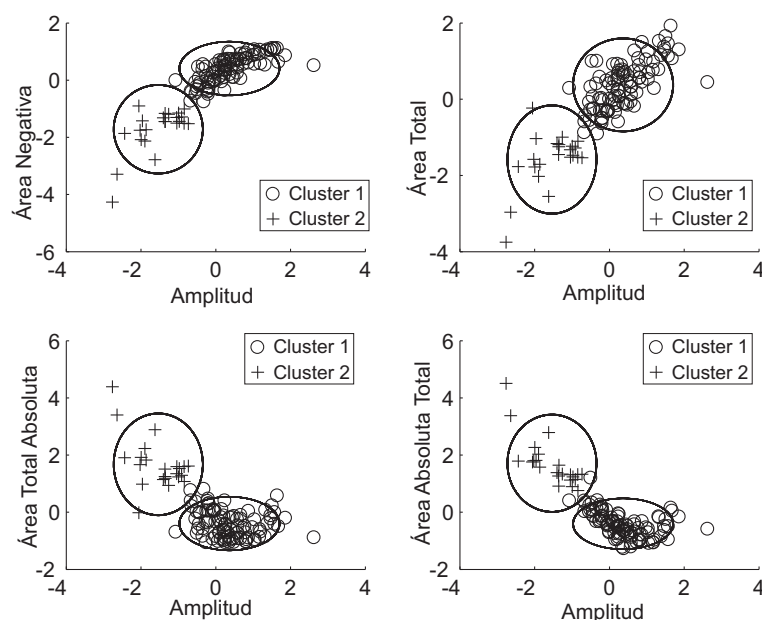 2
0
-2
-4
-6
Área Negativa
Cluster 1
Cluster 2
-4
-2
0
2
4
Amplitud
2
0
-2
-4
Área Total
Cluster 1
Cluster 2
-4
-2
0
2
4
Amplitud
6
4
2
0
-2
Área Total Absoluta
Cluster 1
Cluster 2
-4
-2
0
2
4
Amplitud
6
4
2
0
-2
Área Absoluta Total
Cluster 1
Cluster 2
-4
-2
0
2
4
Amplitud